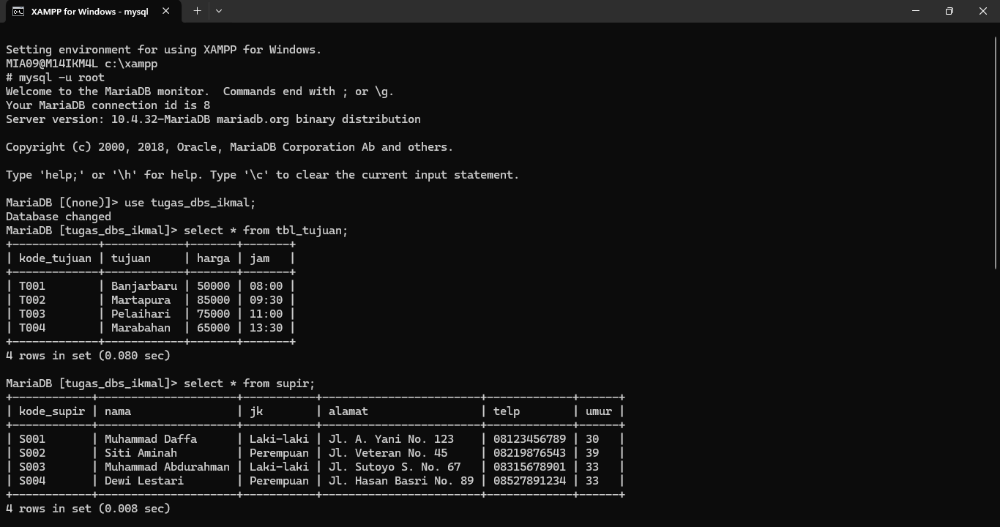 XAMPP for Windows - mysql
Setting environment for using XAMPP for Windows.
MIA09@M14IKM4L c:\xampp
# mysql -u root
Welcome to the MariaDB monitor.  Commands end with ; or \g.
Your MariaDB connection id is 8
Server version: 10.4.32-MariaDB mariadb.org binary distribution

Copyright (c) 2000, 2018, Oracle, MariaDB Corporation Ab and others.

Type 'help;' or '\h' for help. Type '\c' to clear the current input statement.

MariaDB [(none)]> use tugas_dbs_ikmal;
Database changed
MariaDB [tugas_dbs_ikmal]> select * from tbl_tujuan;
+-------------+------------+-------+-------+
| kode_tujuan | tujuan     | harga | jam   |
+-------------+------------+-------+-------+
| T001        | Banjarbaru | 50000 | 08:00 |
| T002        | Martapura  | 85000 | 09:30 |
| T003        | Pelaihari  | 75000 | 11:00 |
| T004        | Marabahan  | 65000 | 13:30 |
+-------------+------------+-------+-------+
4 rows in set (0.080 sec)

MariaDB [tugas_dbs_ikmal]> select * from supir;
+------------+---------------------+-----------+------------------------+-------------+------+
| kode_supir | nama                | jk        | alamat                 | telp        | umur |
+------------+---------------------+-----------+------------------------+-------------+------+
| S001       | Muhammad Daffa      | Laki-laki | Jl. A. Yani No. 123    | 08123456789 | 30   |
| S002       | Siti Aminah         | Perempuan | Jl. Veteran No. 45     | 08219876543 | 39   |
| S003       | Muhammad Abdurahman | Laki-laki | Jl. Sutoyo S. No. 67   | 08315678901 | 33   |
| S004       | Dewi Lestari        | Perempuan | Jl. Hasan Basri No. 89 | 08527891234 | 33   |
+------------+---------------------+-----------+------------------------+-------------+------+
4 rows in set (0.008 sec)